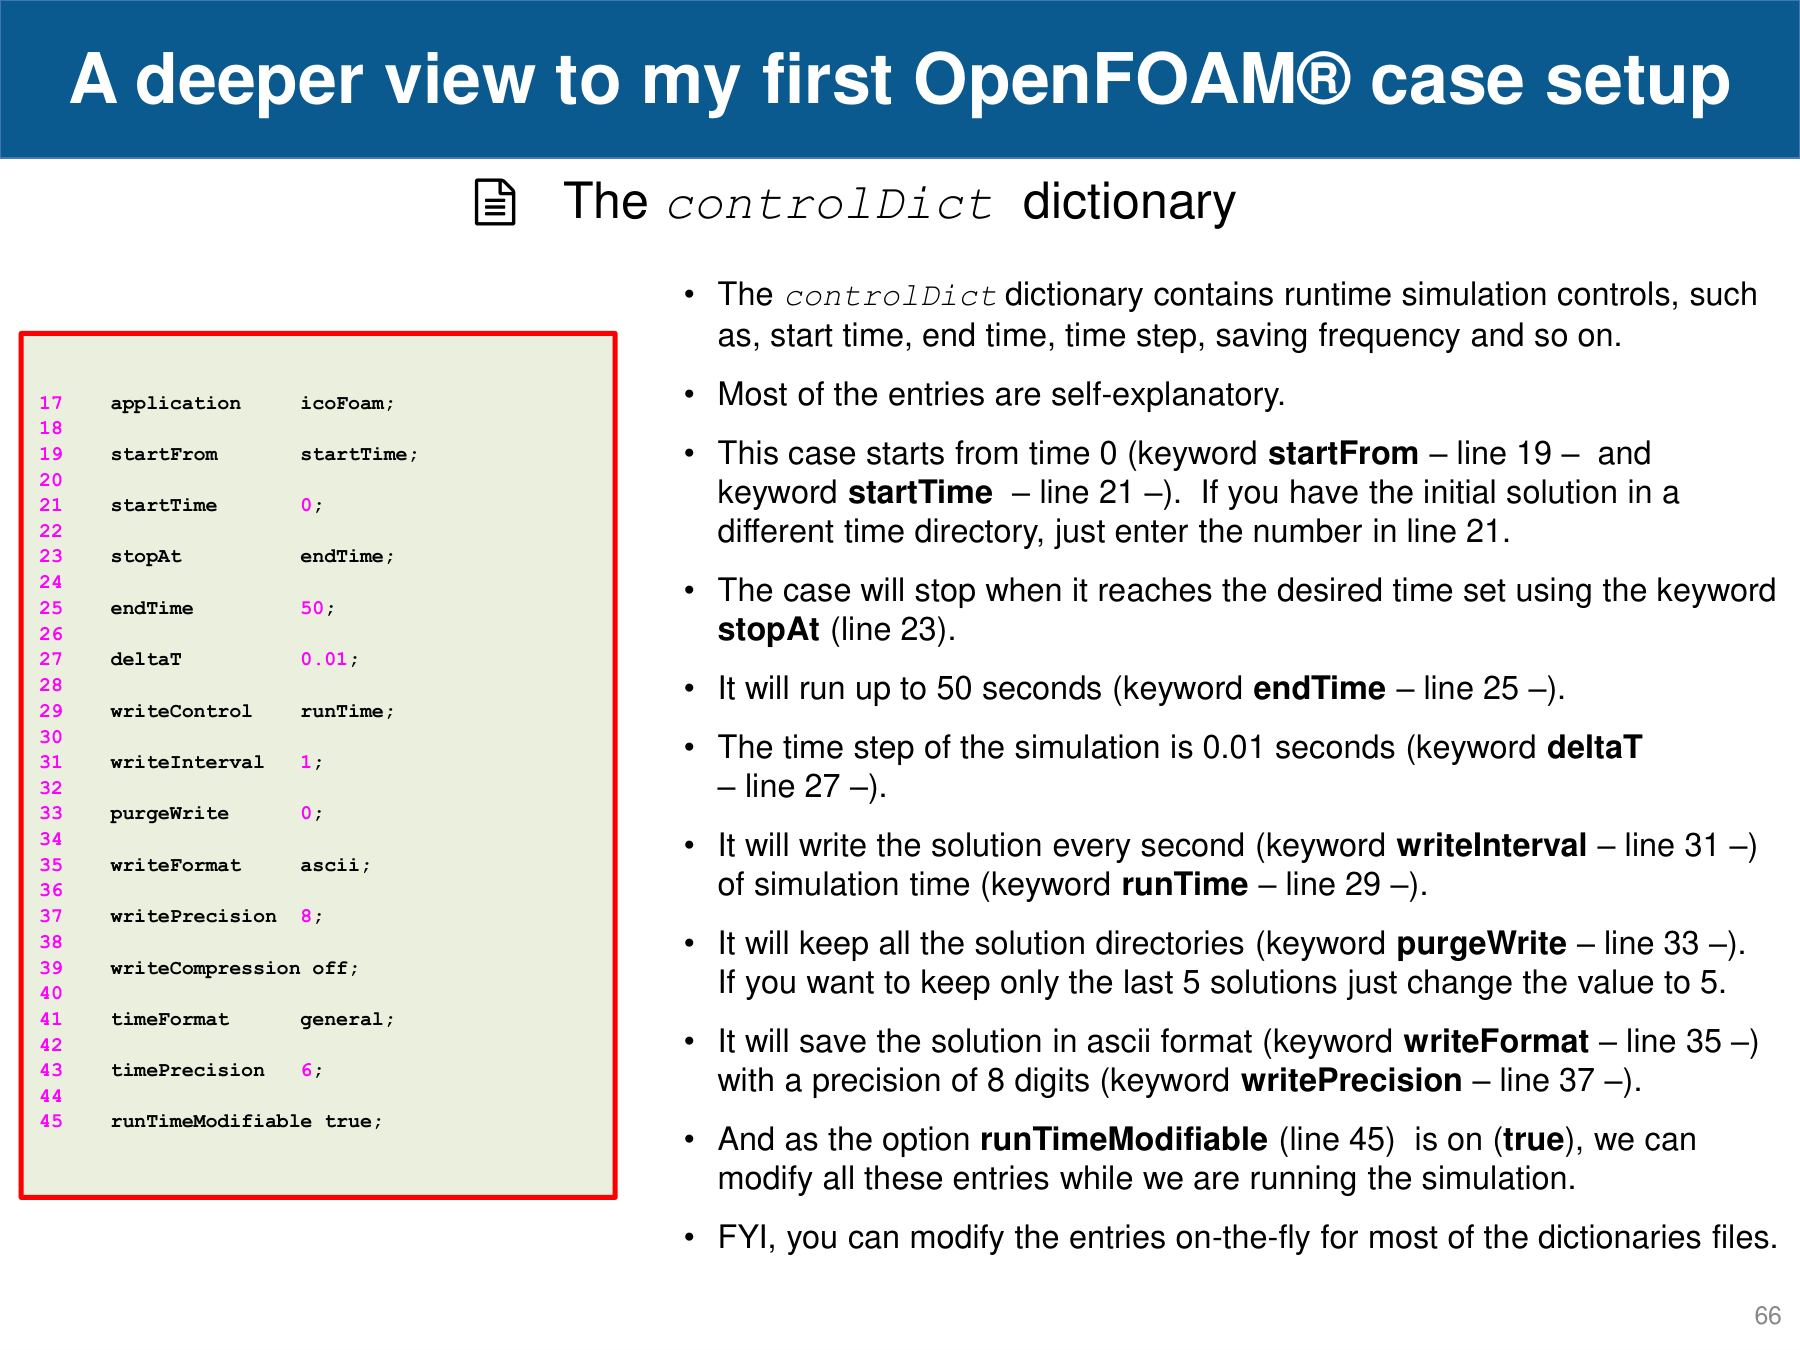 A deeper view to my first OpenFOAM® case setup
The controlDict dictionary
17 application icoFoam;
18
19 startFrom startTime;
20
21 startTime 0;
22
23 stopAt endTime;
24
25 endTime 50;
26
27 deltaT 0.01;
28
29 writeControl runTime;
30
31 writeInterval 1;
32
33 purgeWrite 0;
34
35 writeFormat ascii;
36
37 writePrecision 8;
38
39 writeCompression off;
40
41 timeFormat general;
42
43 timePrecision 6;
44
45 runTimeModifiable true;
• The controlDict dictionary contains runtime simulation controls, such
as, start time, end time, time step, saving frequency and so on.
• Most of the entries are self-explanatory.
• This case starts from time 0 (keyword startFrom – line 19 – and
keyword startTime – line 21 –). If you have the initial solution in a
different time directory, just enter the number in line 21.
• The case will stop when it reaches the desired time set using the keyword
stopAt (line 23).
• It will run up to 50 seconds (keyword endTime – line 25 –).
• The time step of the simulation is 0.01 seconds (keyword deltaT
– line 27 –).
• It will write the solution every second (keyword writeInterval – line 31 –)
of simulation time (keyword runTime – line 29 –).
• It will keep all the solution directories (keyword purgeWrite – line 33 –).
If you want to keep only the last 5 solutions just change the value to 5.
• It will save the solution in ascii format (keyword writeFormat – line 35 –)
with a precision of 8 digits (keyword writePrecision – line 37 –).
• And as the option runTimeModifiable (line 45) is on (true), we can
modify all these entries while we are running the simulation.
• FYI, you can modify the entries on-the-fly for most of the dictionaries files.
66